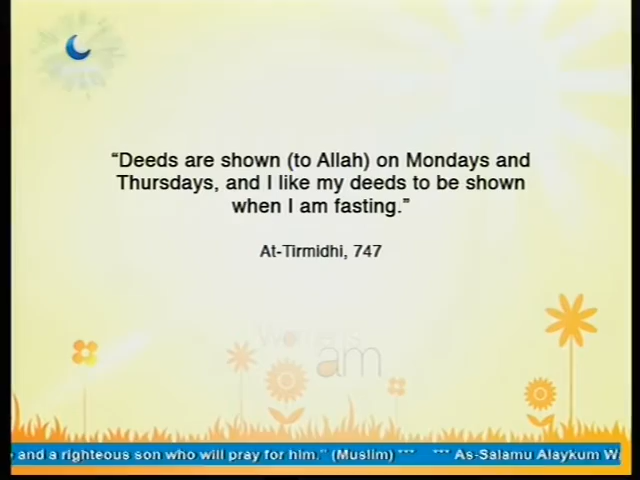 “Deeds are shown (to Allah) on Mondays and
Thursdays, and I like my deeds to be shown
when I am fasting.”
At-Tirmidhi, 747
am
and a righteous son who will pray for him.” (Muslim) *** *** As-Salamu Alaykum